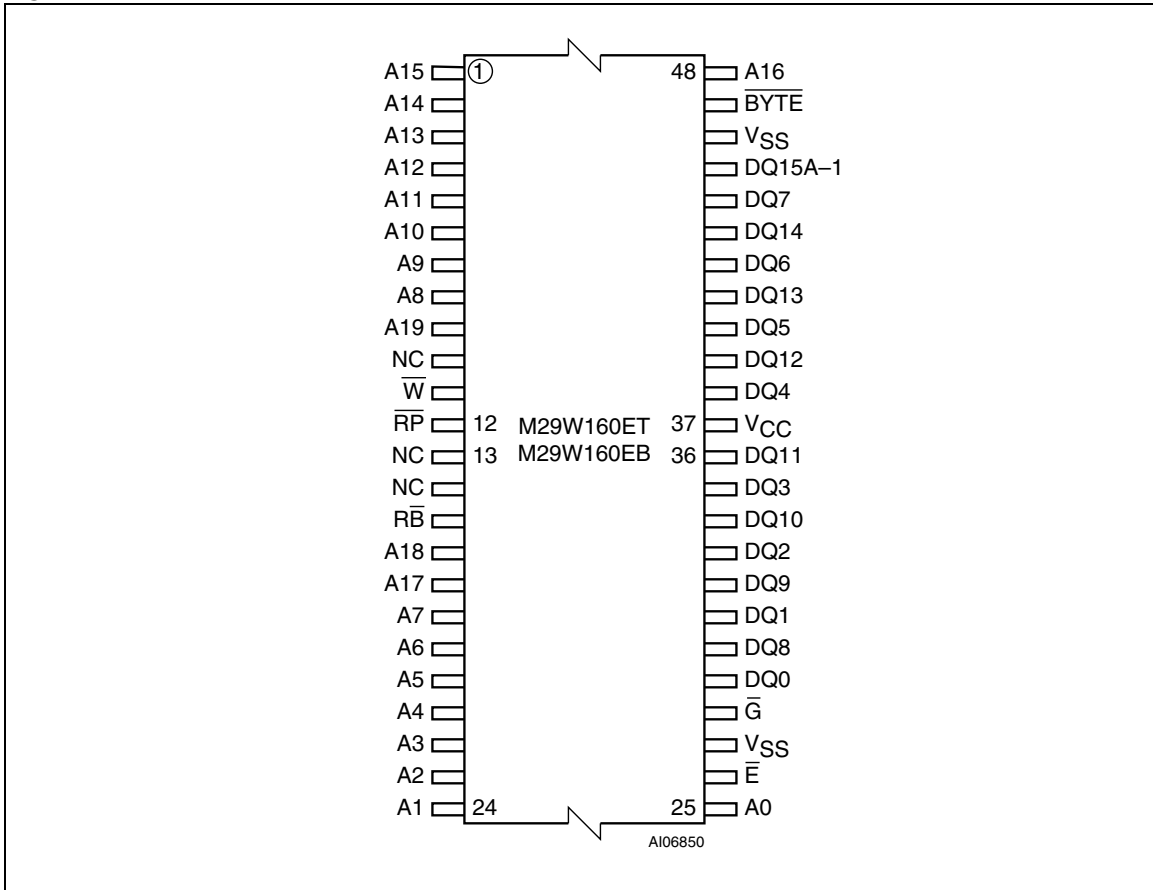 A15 ① 48 A16
A14 B̅Y̅T̅E̅
A13 VSS
A12 DQ15A–1
A11 DQ7
A10 DQ14
A9 DQ6
A8 DQ13
A19 DQ5
NC DQ12
W̅ DQ4
R̅P̅ 12 M29W160ET 37 VCC
NC 13 M29W160EB 36 DQ11
NC DQ3
RB̅ DQ10
A18 DQ2
A17 DQ9
A7 DQ1
A6 DQ8
A5 DQ0
A4 G̅
A3 VSS
A2 E̅
A1 24 25 A0
AI06850